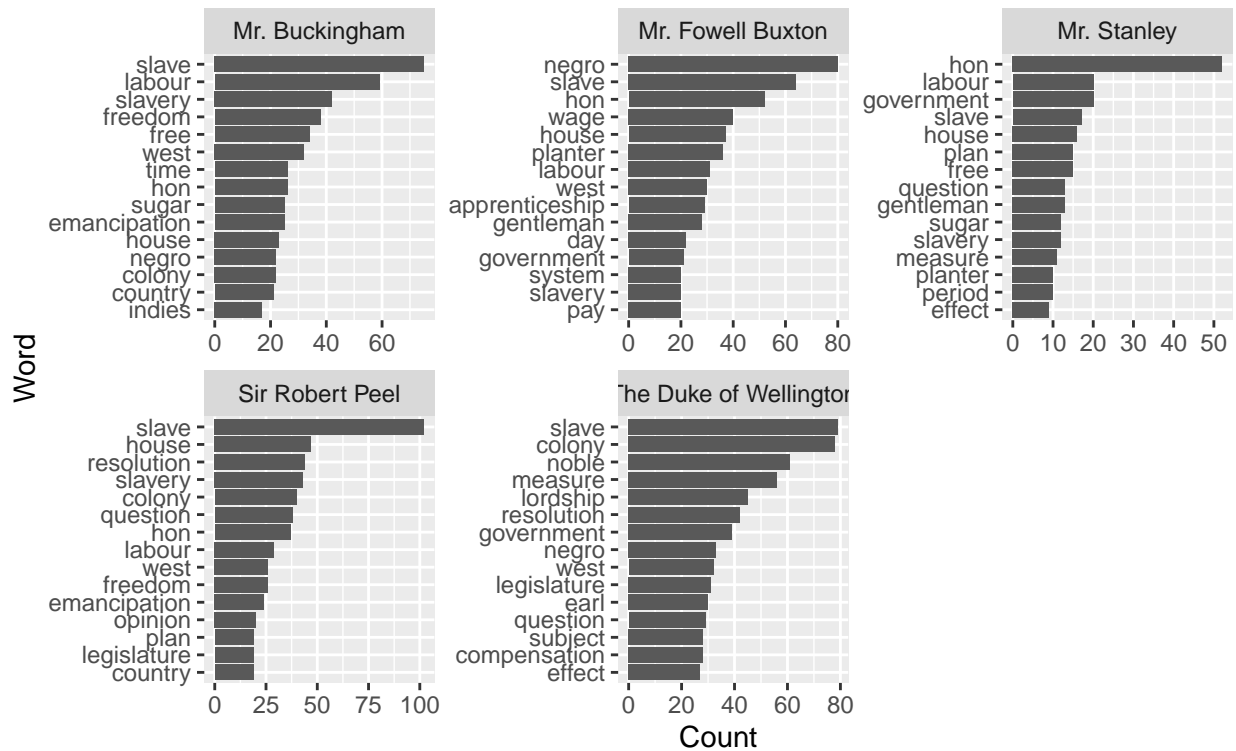 Mr. Buckingham
slave
labour
slavery
freedom
free
west
time
hon
sugar
emancipation
house
negro
colony
country
indies
0 20 40 60
Mr. Fowell Buxton
negro
slave
hon
wage
house
planter
labour
west
apprenticeship
gentleman
day
government
system
slavery
pay
0 20 40 60 80
Mr. Stanley
hon
labour
government
slave
house
plan
free
question
gentleman
sugar
slavery
measure
planter
period
effect
0 10 20 30 40 50
Word
Sir Robert Peel
slave
house
resolution
slavery
colony
question
hon
labour
west
freedom
emancipation
opinion
plan
legislature
country
0 25 50 75 100
The Duke of Wellington
slave
colony
noble
measure
lordship
resolution
government
negro
west
legislature
earl
question
subject
compensation
effect
0 20 40 60 80
Count